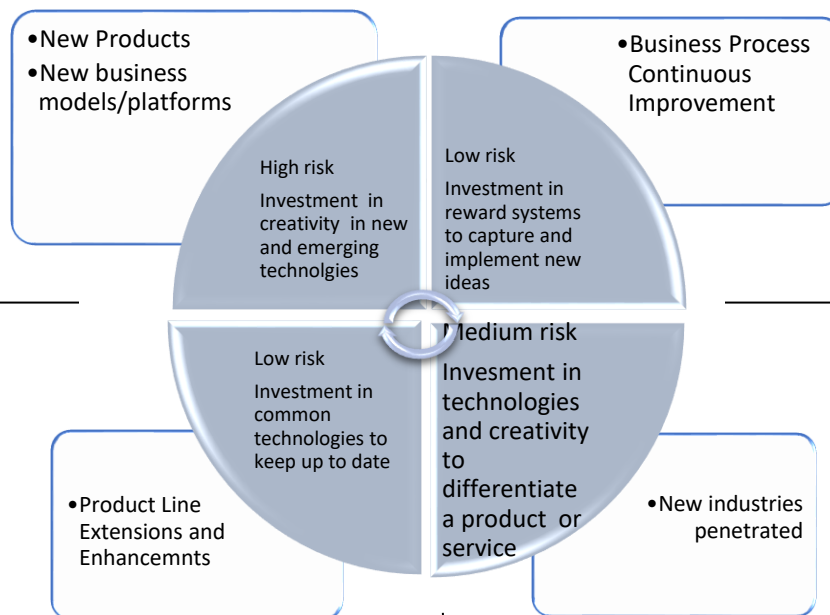 •New Products
•New business
models/platforms
•Business Process
Continuous
Improvement
High risk
Investment in
creativity in new
and emerging
technolgies
Low risk
Investment in
reward systems
to capture and
implement new
ideas
Low risk
Investment in
common
technologies to
keep up to date
Medium risk
Invesment in
technologies
and creativity
to
differentiate
a product or
service
•Product Line
Extensions and
Enhancemnts
•New industries
penetrated